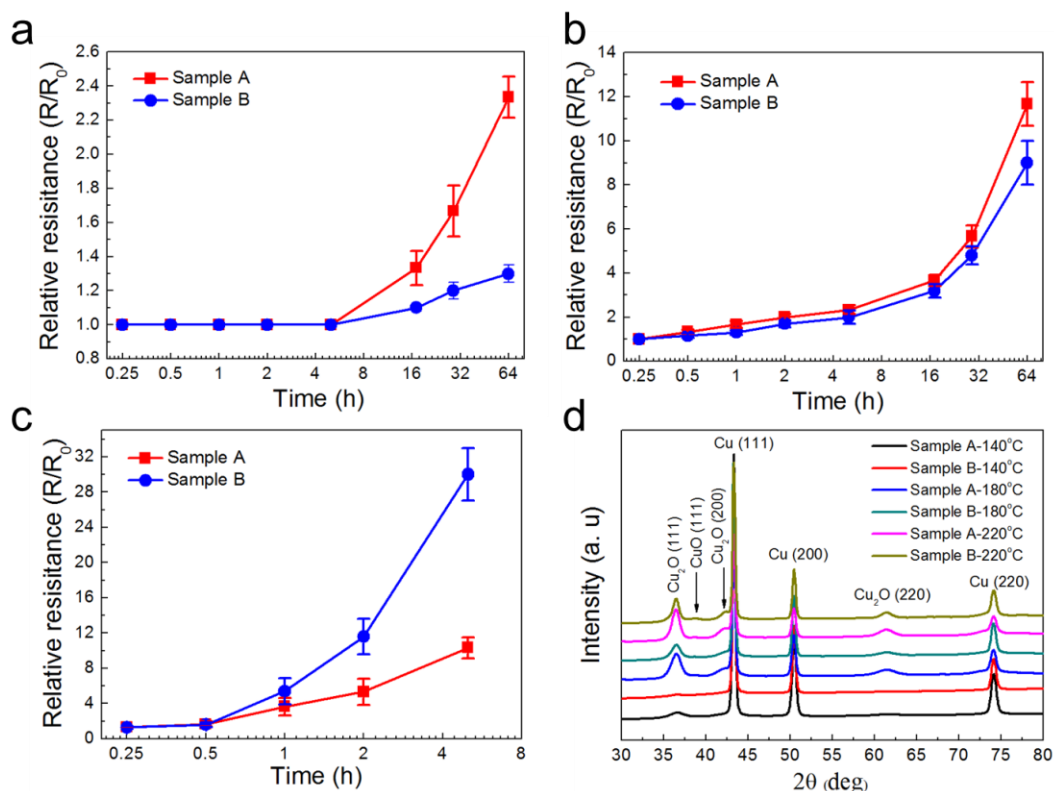 a
2.6
2.4
2.2
2.0
1.8
1.6
1.4
1.2
1.0
0.8
Relative resisitance (R/R₀)
Sample A
Sample B
0.25 0.5 1 2 4 8 16 32 64
Time (h)
b
14
12
10
8
6
4
2
0
Relative resisitance (R/R₀)
Sample A
Sample B
0.25 0.5 1 2 4 8 16 32 64
Time (h)
c
32
28
24
20
16
12
8
4
0
Relative resisitance (R/R₀)
Sample A
Sample B
0.25 0.5 1 2 4 8
Time (h)
d
Intensity (a. u)
Cu₂O (111)
CuO (111)
Cu₂O (200)
Cu (111)
Cu (200)
Cu₂O (220)
Cu (220)
Sample A-140°C
Sample B-140°C
Sample A-180°C
Sample B-180°C
Sample A-220°C
Sample B-220°C
30 35 40 45 50 55 60 65 70 75 80
2θ (deg)